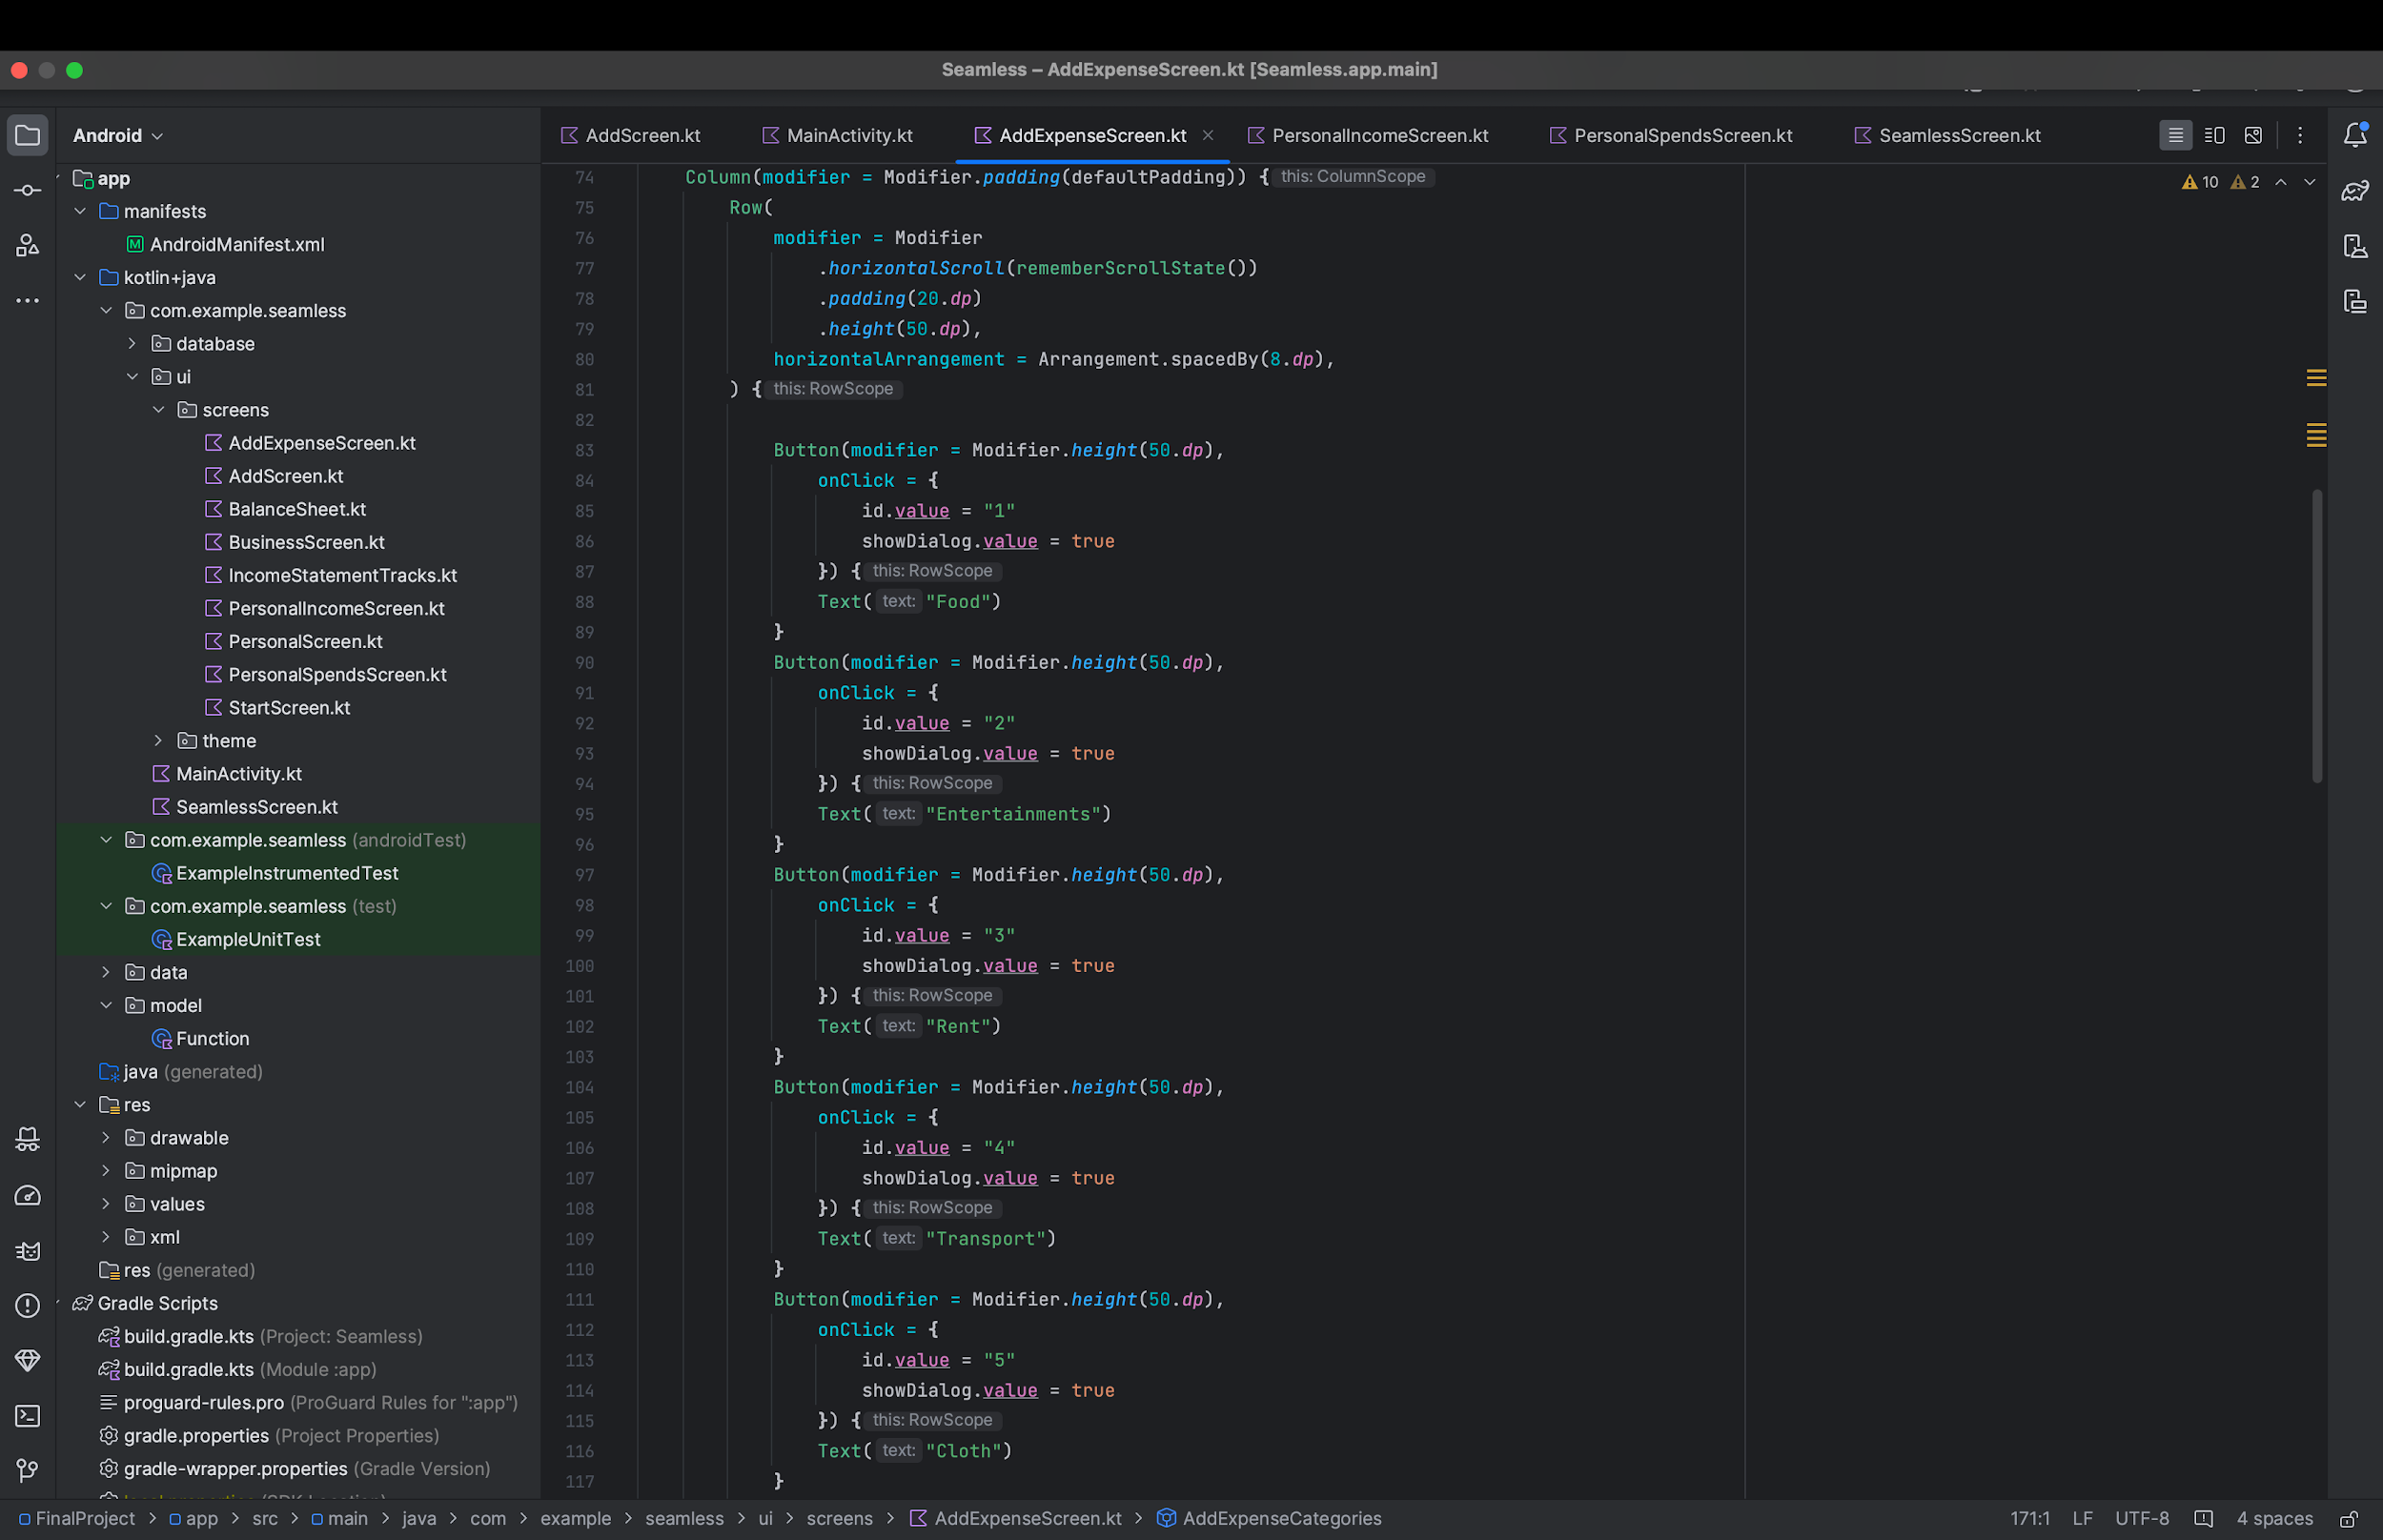 Seamless – AddExpenseScreen.kt [Seamless.app.main]
Android
AddScreen.kt
MainActivity.kt
AddExpenseScreen.kt
PersonalIncomeScreen.kt
PersonalSpendsScreen.kt
SeamlessScreen.kt
app
manifests
AndroidManifest.xml
kotlin+java
com.example.seamless
database
ui
screens
AddExpenseScreen.kt
AddScreen.kt
BalanceSheet.kt
BusinessScreen.kt
IncomeStatementTracks.kt
PersonalIncomeScreen.kt
PersonalScreen.kt
PersonalSpendsScreen.kt
StartScreen.kt
theme
MainActivity.kt
SeamlessScreen.kt
com.example.seamless (androidTest)
ExampleInstrumentedTest
com.example.seamless (test)
ExampleUnitTest
data
model
Function
java (generated)
res
drawable
mipmap
values
xml
res (generated)
Gradle Scripts
build.gradle.kts (Project: Seamless)
build.gradle.kts (Module :app)
proguard-rules.pro (ProGuard Rules for ":app")
gradle.properties (Project Properties)
gradle-wrapper.properties (Gradle Version)
10 2
74 Column(modifier = Modifier.padding(defaultPadding)) { this: ColumnScope
75 Row(
76 modifier = Modifier
77 .horizontalScroll(rememberScrollState())
78 .padding(20.dp)
79 .height(50.dp),
80 horizontalArrangement = Arrangement.spacedBy(8.dp),
81 ) { this: RowScope
82
83 Button(modifier = Modifier.height(50.dp),
84 onClick = {
85 id.value = "1"
86 showDialog.value = true
87 }) { this: RowScope
88 Text( text: "Food")
89 }
90 Button(modifier = Modifier.height(50.dp),
91 onClick = {
92 id.value = "2"
93 showDialog.value = true
94 }) { this: RowScope
95 Text( text: "Entertainments")
96 }
97 Button(modifier = Modifier.height(50.dp),
98 onClick = {
99 id.value = "3"
100 showDialog.value = true
101 }) { this: RowScope
102 Text( text: "Rent")
103 }
104 Button(modifier = Modifier.height(50.dp),
105 onClick = {
106 id.value = "4"
107 showDialog.value = true
108 }) { this: RowScope
109 Text( text: "Transport")
110 }
111 Button(modifier = Modifier.height(50.dp),
112 onClick = {
113 id.value = "5"
114 showDialog.value = true
115 }) { this: RowScope
116 Text( text: "Cloth")
117 }
FinalProject > app > src > main > java > com > example > seamless > ui > screens > AddExpenseScreen.kt > AddExpenseCategories
171:1 LF UTF-8 4 spaces